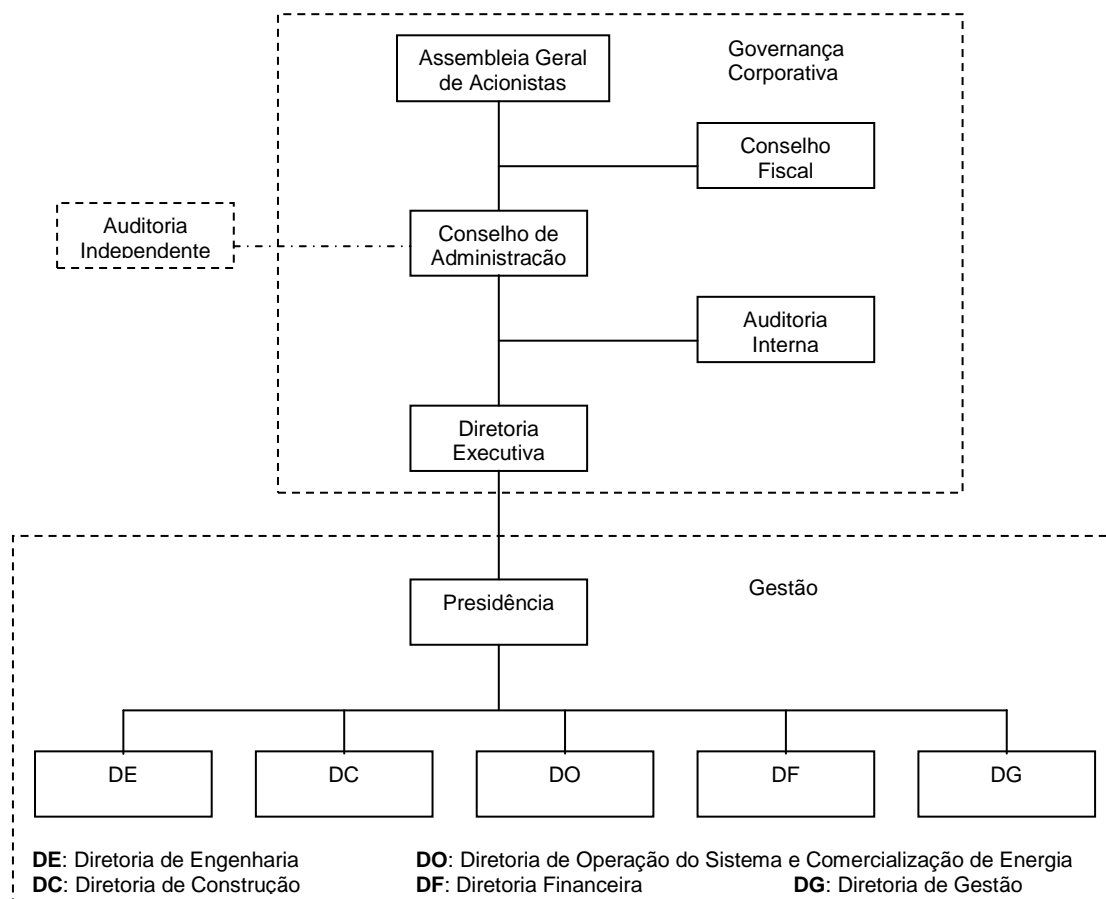 Assembleia Geral
de Acionistas
Governança
Corporativa
Conselho
Fiscal
Auditoria
Independente
Conselho de
Administração
Auditoria
Interna
Diretoria
Executiva
Presidência
Gestão
DE
DC
DO
DF
DG
DE: Diretoria de Engenharia
DO: Diretoria de Operação do Sistema e Comercialização de Energia
DC: Diretoria de Construção
DF: Diretoria Financeira
DG: Diretoria de Gestão